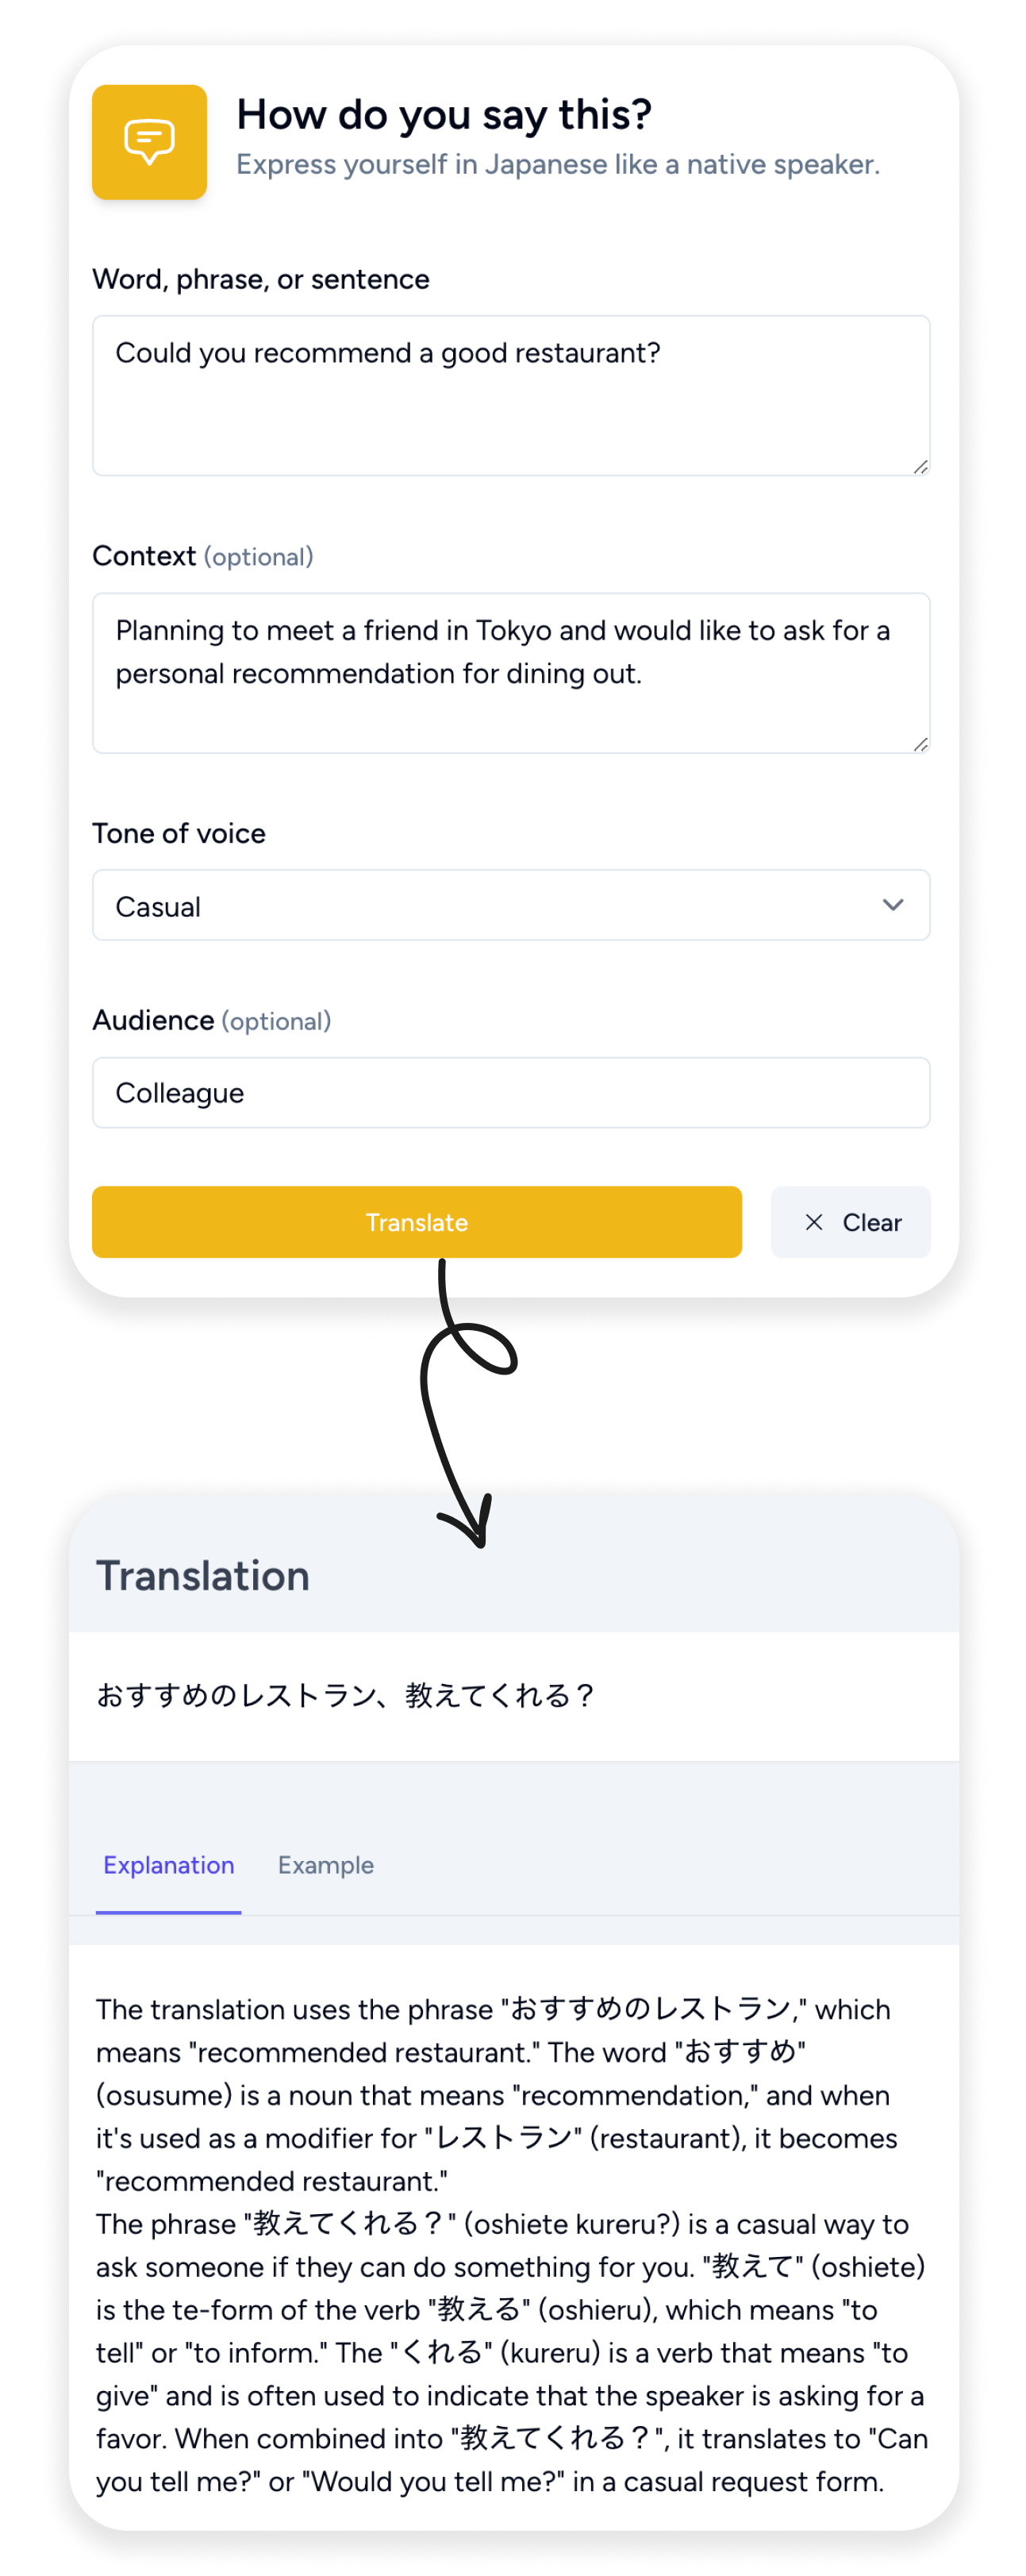 How do you say this?
Express yourself in Japanese like a native speaker.
Word, phrase, or sentence
Could you recommend a good restaurant?
Context (optional)
Planning to meet a friend in Tokyo and would like to ask for a
personal recommendation for dining out.
Tone of voice
Casual
Audience (optional)
Colleague
Translate
Clear
Translation
おすすめのレストラン、教えてくれる？
Explanation Example
The translation uses the phrase "おすすめのレストラン," which
means "recommended restaurant." The word "おすすめ"
(osusume) is a noun that means "recommendation," and when
it's used as a modifier for "レストラン" (restaurant), it becomes
"recommended restaurant."
The phrase "教えてくれる？" (oshiete kureru?) is a casual way to
ask someone if they can do something for you. "教えて" (oshiete)
is the te-form of the verb "教える" (oshieru), which means "to
tell" or "to inform." The "くれる" (kureru) is a verb that means "to
give" and is often used to indicate that the speaker is asking for a
favor. When combined into "教えてくれる？", it translates to "Can
you tell me?" or "Would you tell me?" in a casual request form.